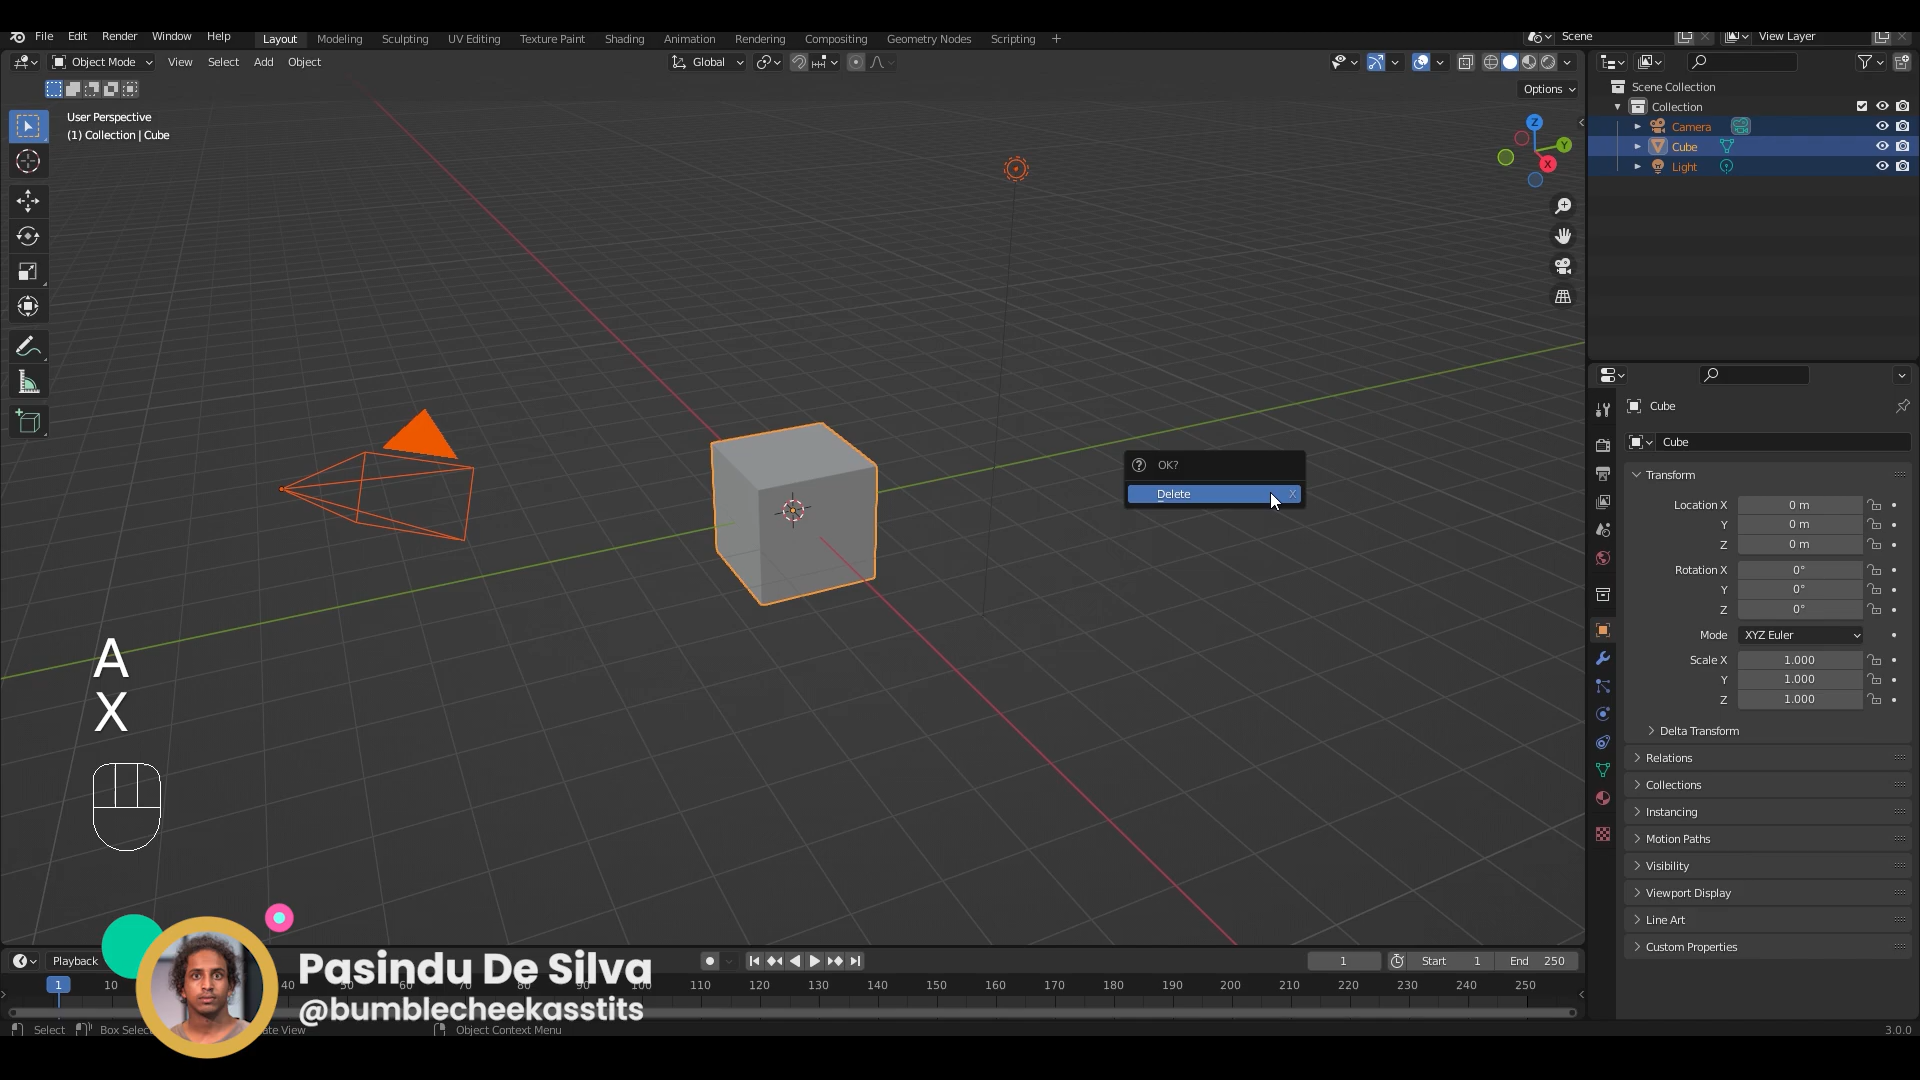 File Edit Render Window Help Layout Modeling Sculpting UV Editing Texture Paint Shading Animation Rendering Compositing Geometry Nodes Scripting + Scene View Layer
Object Mode View Select Add Object Global
Options
User Perspective
(1) Collection | Cube
Z
Y
X
Scene Collection
Collection
Camera
Cube
Light
OK?
Delete X
Cube
Cube
Transform
Location X 0 m
Y 0 m
Z 0 m
Rotation X 0°
Y 0°
Z 0°
Mode XYZ Euler
Scale X 1.000
Y 1.000
Z 1.000
Delta Transform
Relations
Collections
Instancing
Motion Paths
Visibility
Viewport Display
Line Art
Custom Properties
A
X
Playback 1 Start 1 End 250
1 10 40 110 120 130 140 150 160 170 180 190 200 210 220 230 240 250
Pasindu De Silva
@bumblecheekasstits
Select Box Select View Object Context Menu 3.0.0